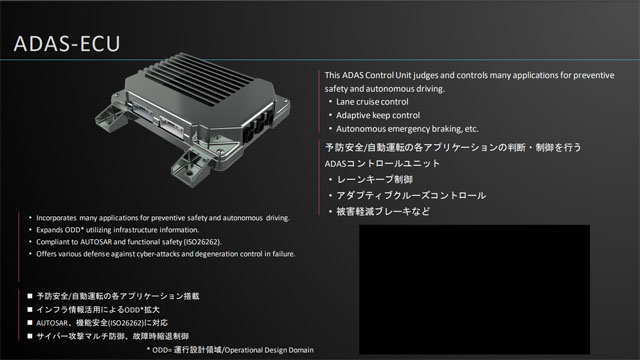 ADAS-ECU
This ADAS Control Unit judges and controls many applications for preventive
safety and autonomous driving.
• Lane cruise control
• Adaptive keep control
• Autonomous emergency braking, etc.
予防安全/自動運転の各アプリケーションの判断・制御を行う
ADASコントロールユニット
• レーンキープ制御
• アダプティブクルーズコントロール
• 被害軽減ブレーキなど
• Incorporates many applications for preventive safety and autonomous driving.
• Expands ODD* utilizing infrastructure information.
• Compliant to AUTOSAR and functional safety (ISO26262).
• Offers various defense against cyber-attacks and degeneration control in failure.
■ 予防安全/自動運転の各アプリケーション搭載
■ インフラ情報活用によるODD*拡大
■ AUTOSAR、機能安全(ISO26262)に対応
■ サイバー攻撃マルチ防御、故障時縮退制御
* ODD= 運行設計領域/Operational Design Domain